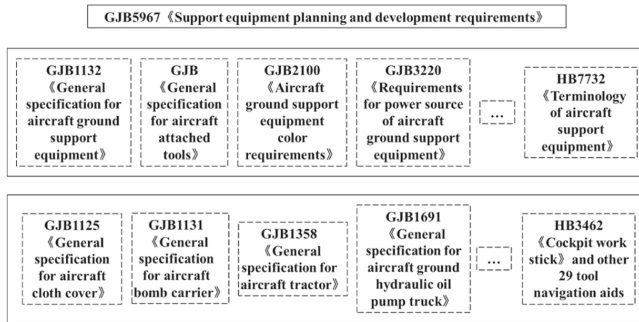 GJB5967《Support equipment planning and development requirements》
GJB1132
《General
specification for
aircraft ground
support
equipment》
GJB
《General
specification
for aircraft
attached
tools》
GJB2100
《Aircraft
ground support
equipment
color
requirements》
GJB3220
《Requirements
for power source
of aircraft
ground support
equipment》
...
HB7732
《Terminology
of aircraft
support
equipment》
GJB1125
《General
specification
for aircraft
cloth cover》
GJB1131
《General
specification
for aircraft
bomb carrier》
GJB1358
《General
specification for
aircraft tractor》
GJB1691
《General
specification for
aircraft ground
hydraulic oil
pump truck》
...
HB3462
《Cockpit work
stick》 and other
29 tool
navigation aids